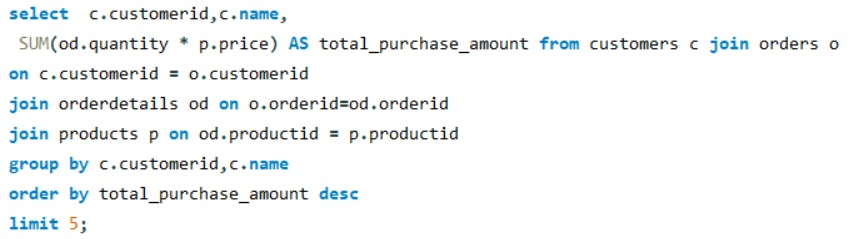 select  c.customerid,c.name,
 SUM(od.quantity * p.price) AS total_purchase_amount from customers c join orders o
on c.customerid = o.customerid
join orderdetails od on o.orderid=od.orderid
join products p on od.productid = p.productid
group by c.customerid,c.name
order by total_purchase_amount desc
limit 5;